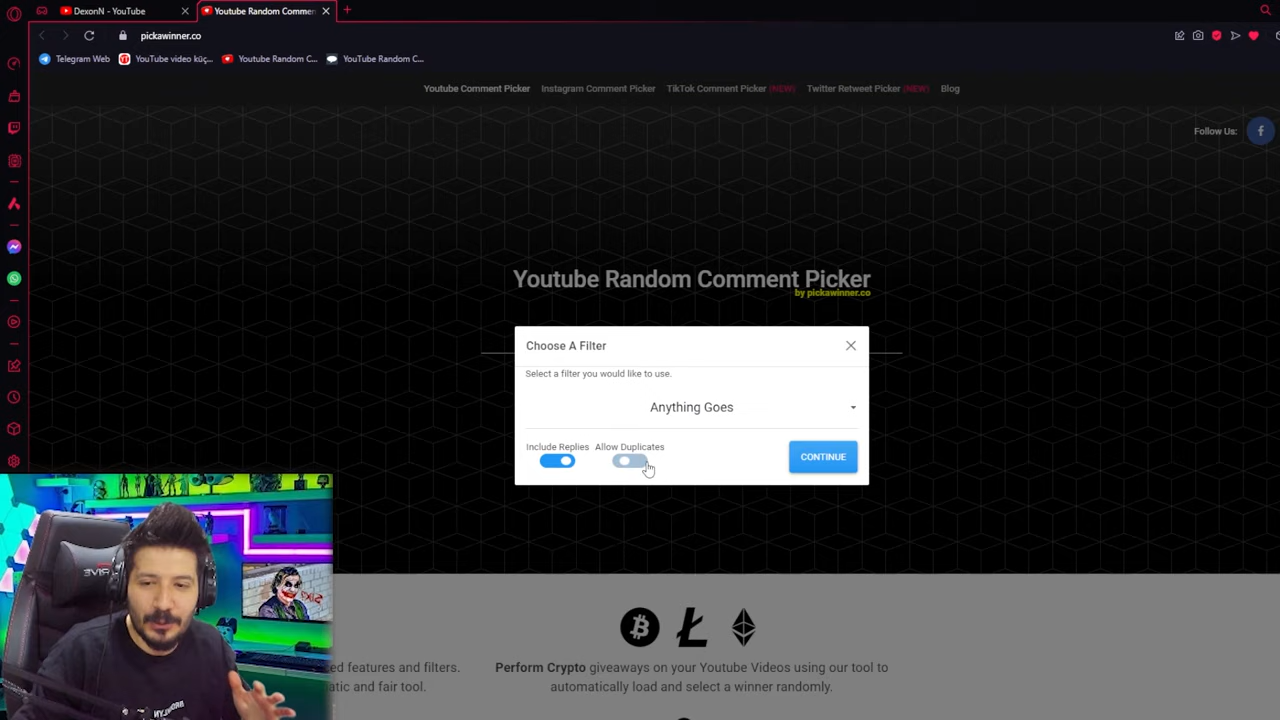 DexonN - YouTube
Youtube Random Commen
pickawinner.co
Telegram Web
YouTube video küç...
Youtube Random C...
YouTube Random C...
Youtube Comment Picker
Instagram Comment Picker
TikTok Comment Picker (NEW)
Twitter Retweet Picker (NEW)
Blog
Follow Us:
Youtube Random Comment Picker
by pickawinner.co
Choose A Filter
Select a filter you would like to use.
Anything Goes
Include Replies
Allow Duplicates
CONTINUE
ed features and filters.
atic and fair tool.
Perform Crypto giveaways on your Youtube Videos using our tool to
automatically load and select a winner randomly.